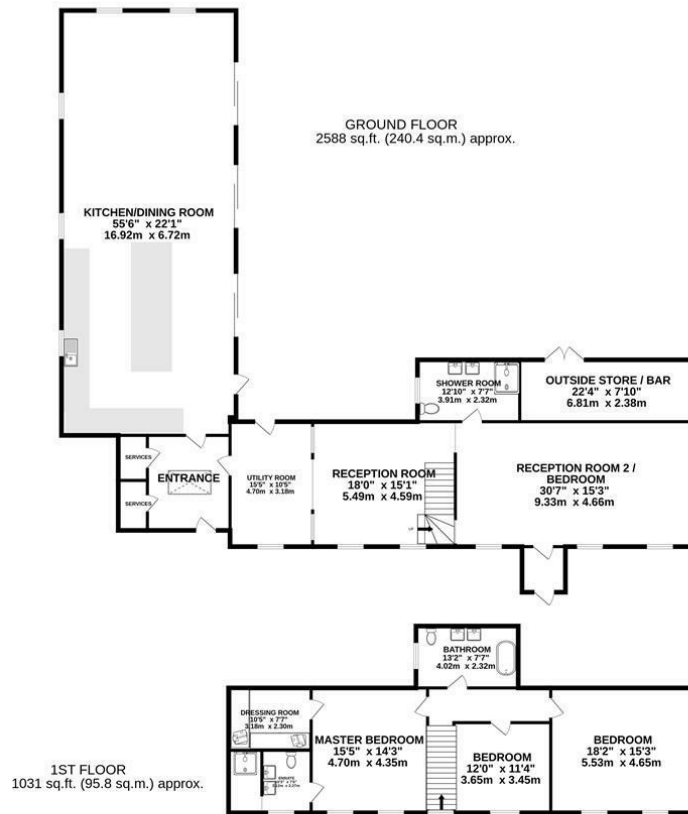 GROUND FLOOR
2588 sq.ft. (240.4 sq.m.) approx.
KITCHEN/DINING ROOM
55'6" x 22'1"
16.92m x 6.72m
SHOWER ROOM
12'10" x 7'7"
3.91m x 2.32m
OUTSIDE STORE / BAR
22'4" x 7'10"
6.81m x 2.38m
SERVICES
ENTRANCE
SERVICES
UTILITY ROOM
15'5" x 10'5"
4.70m x 3.18m
RECEPTION ROOM
18'0" x 15'1"
5.49m x 4.59m
UP
RECEPTION ROOM 2 /
BEDROOM
30'7" x 15'3"
9.33m x 4.66m
BATHROOM
13'2" x 7'7"
4.02m x 2.32m
DRESSING ROOM
10'5" x 7'7"
3.18m x 2.30m
MASTER BEDROOM
15'5" x 14'3"
4.70m x 4.35m
BEDROOM
12'0" x 11'4"
3.65m x 3.45m
BEDROOM
18'2" x 15'3"
5.53m x 4.65m
ENSUITE
1ST FLOOR
1031 sq.ft. (95.8 sq.m.) approx.